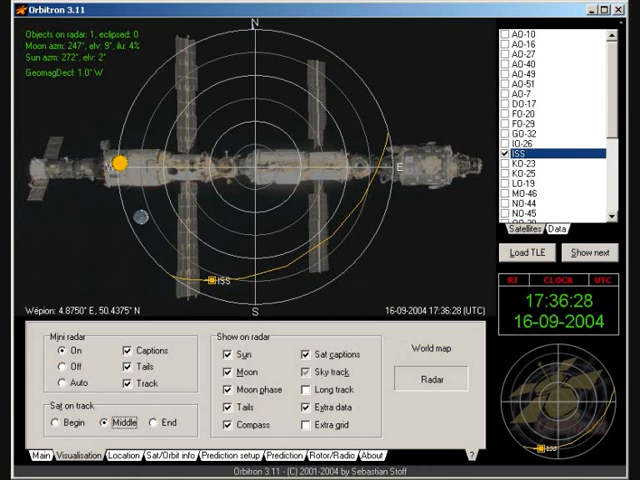 Orbitron 3.11
Objects on radar: 1, eclipsed: 0
Moon azm: 247°, elv: 9°, ilu: 4%
Sun azm: 272°, elv: 2°
GeomagDecl: 1.0° W
N
W
E
S
ISS
Wépion: 4.8750° E, 50.4375° N
16-09-2004 17:36:28 (UTC)
AO-10
AO-16
AO-27
AO-40
AO-49
AO-51
AO-7
DO-17
FO-20
FO-29
GO-32
IO-26
ISS
KO-23
KO-25
LO-19
MO-46
NO-44
NO-45
Satellites Data
Load TLE Show next
RT CLOCK UTC
17:36:28
16-09-2004
ISS
Mini radar
On Captions
Off Tails
Auto Track
Sat on track
Begin Middle End
Show on radar
Sun Sat captions
Moon Sky track
Moon phase Long track
Tails Extra data
Compass Extra grid
World map
Radar
Main Visualisation Location Sat/Orbit info Prediction setup Prediction Rotor/Radio About ?
Orbitron 3.11 - (C) 2001-2004 by Sebastian Stoff